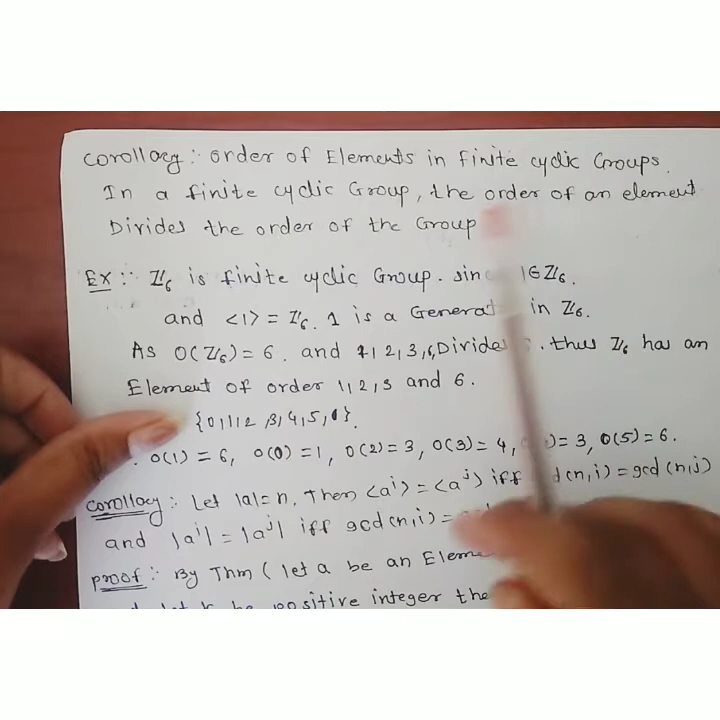 Corollary : order of Elements in Finite cyclic Groups.
In a finite cyclic Group, the order of an element
Divides the order of the Group
Ex :: Z6 is finite cyclic Group. sin 1∈Z6.
and <1> = Z6. 1 is a Generat in Z6.
As O(Z6) = 6. and 1, 2, 3, 6, Divides . thus Z6 has an
Element of order 1, 2, 3 and 6.
{0, 1, 2, 3, 4, 5, 0}.
O(1) = 6, O(0) = 1, O(2) = 3, O(3) = 4, = 3, O(5) = 6.
Corollary : Let |a| = n. Then <a^i> = <a^j> iff d(n, i) = gcd(n, j)
and |a^i| = |a^j| iff gcd(n, i) =
proof : By Thm ( let a be an Eleme
positive integer the